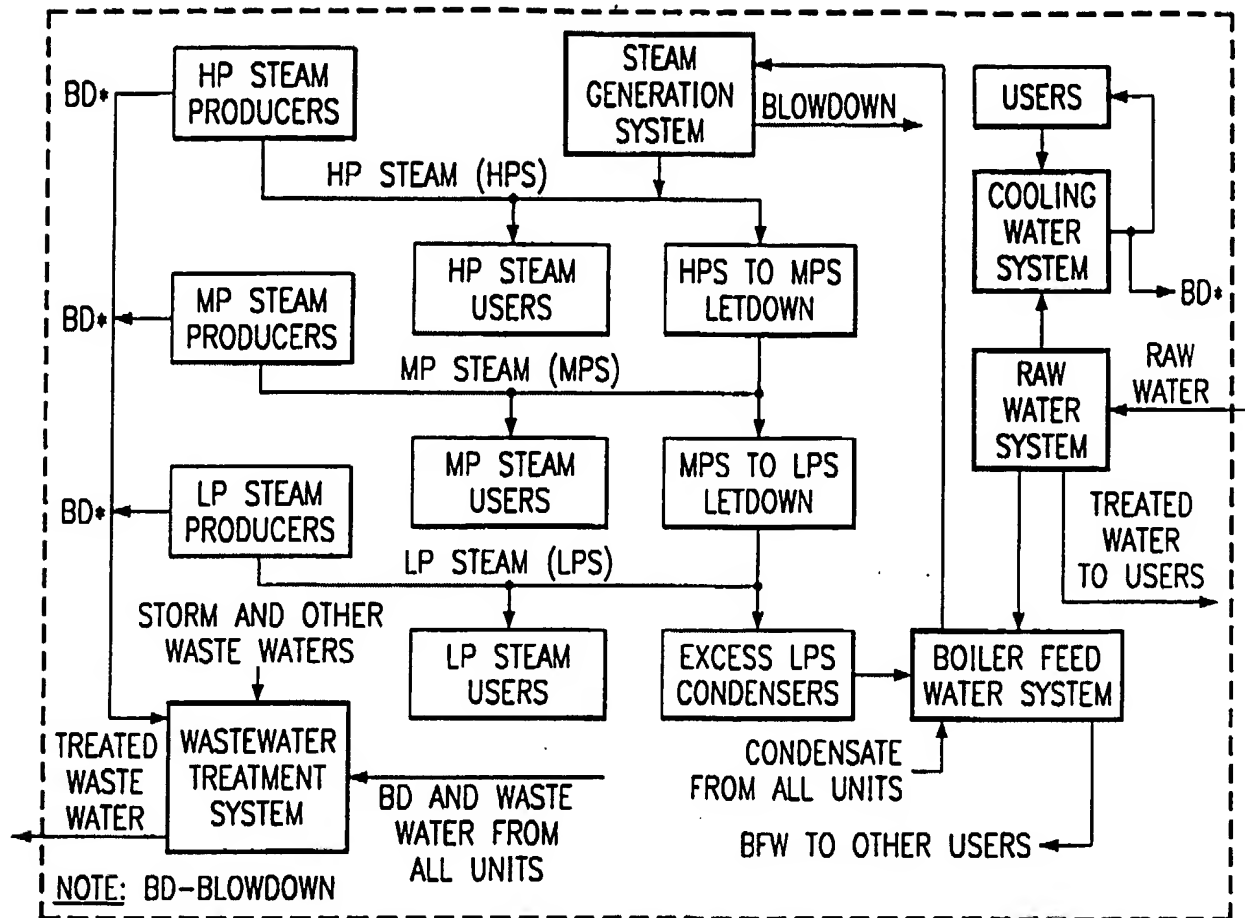 BD*
HP STEAM
PRODUCERS
STEAM
GENERATION
SYSTEM
BLOWDOWN
USERS
HP STEAM (HPS)
COOLING
WATER
SYSTEM
BD*
HP STEAM
USERS
HPS TO MPS
LETDOWN
BD*
MP STEAM
PRODUCERS
MP STEAM (MPS)
RAW
WATER
SYSTEM
RAW
WATER
MP STEAM
USERS
MPS TO LPS
LETDOWN
BD*
LP STEAM
PRODUCERS
LP STEAM (LPS)
TREATED
WATER
TO USERS
STORM AND OTHER
WASTE WATERS
LP STEAM
USERS
EXCESS LPS
CONDENSERS
BOILER FEED
WATER SYSTEM
TREATED
WASTE
WATER
WASTEWATER
TREATMENT
SYSTEM
BD AND WASTE
WATER FROM
ALL UNITS
CONDENSATE
FROM ALL UNITS
BFW TO OTHER USERS
NOTE: BD-BLOWDOWN